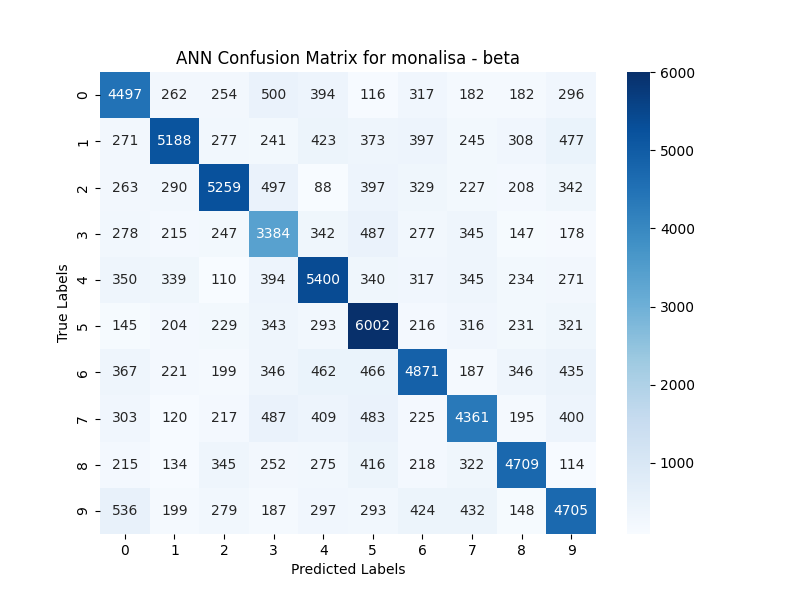 ANN Confusion Matrix for monalisa - beta
0 4497 262 254 500 394 116 317 182 182 296
1 271 5188 277 241 423 373 397 245 308 477
2 263 290 5259 497 88 397 329 227 208 342
3 278 215 247 3384 342 487 277 345 147 178
4 350 339 110 394 5400 340 317 345 234 271
5 145 204 229 343 293 6002 216 316 231 321
6 367 221 199 346 462 466 4871 187 346 435
7 303 120 217 487 409 483 225 4361 195 400
8 215 134 345 252 275 416 218 322 4709 114
9 536 199 279 187 297 293 424 432 148 4705
0 1 2 3 4 5 6 7 8 9
Predicted Labels
True Labels
6000
5000
4000
3000
2000
1000